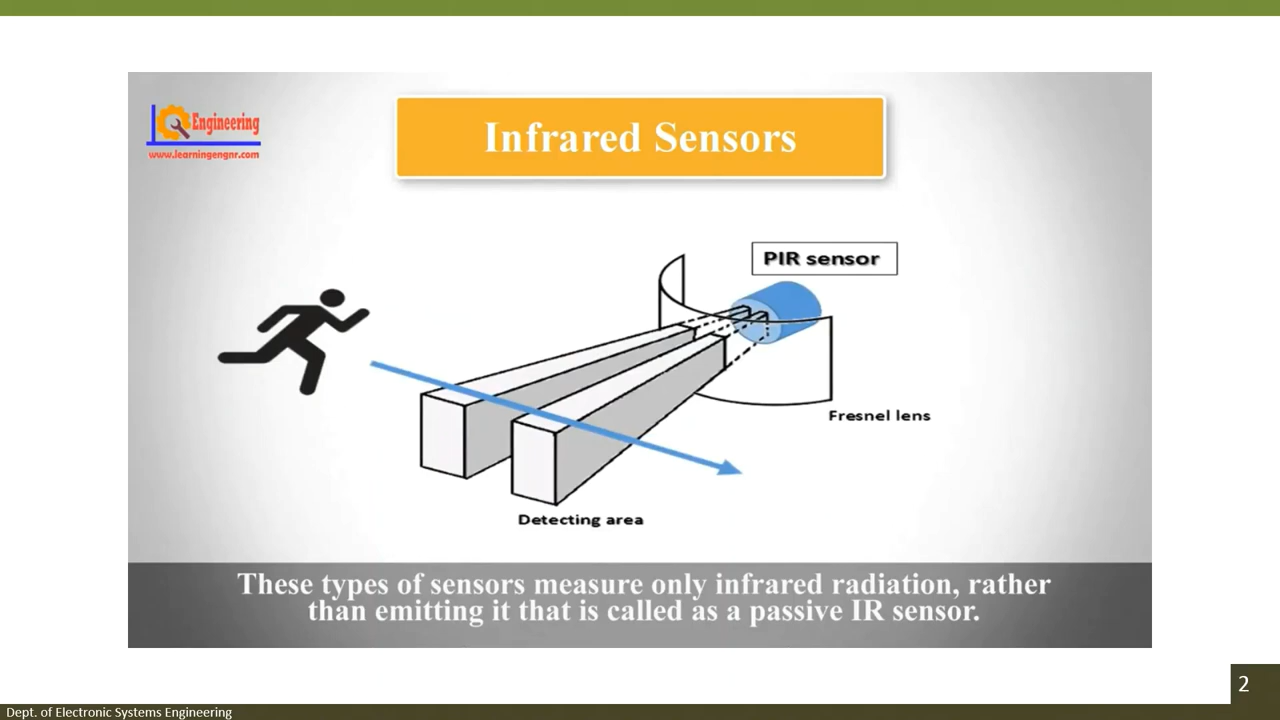 Engineering
www.learningengnr.com
Infrared Sensors
PIR sensor
Fresnel lens
Detecting area
These types of sensors measure only infrared radiation, rather
than emitting it that is called as a passive IR sensor.
2
Dept. of Electronic Systems Engineering